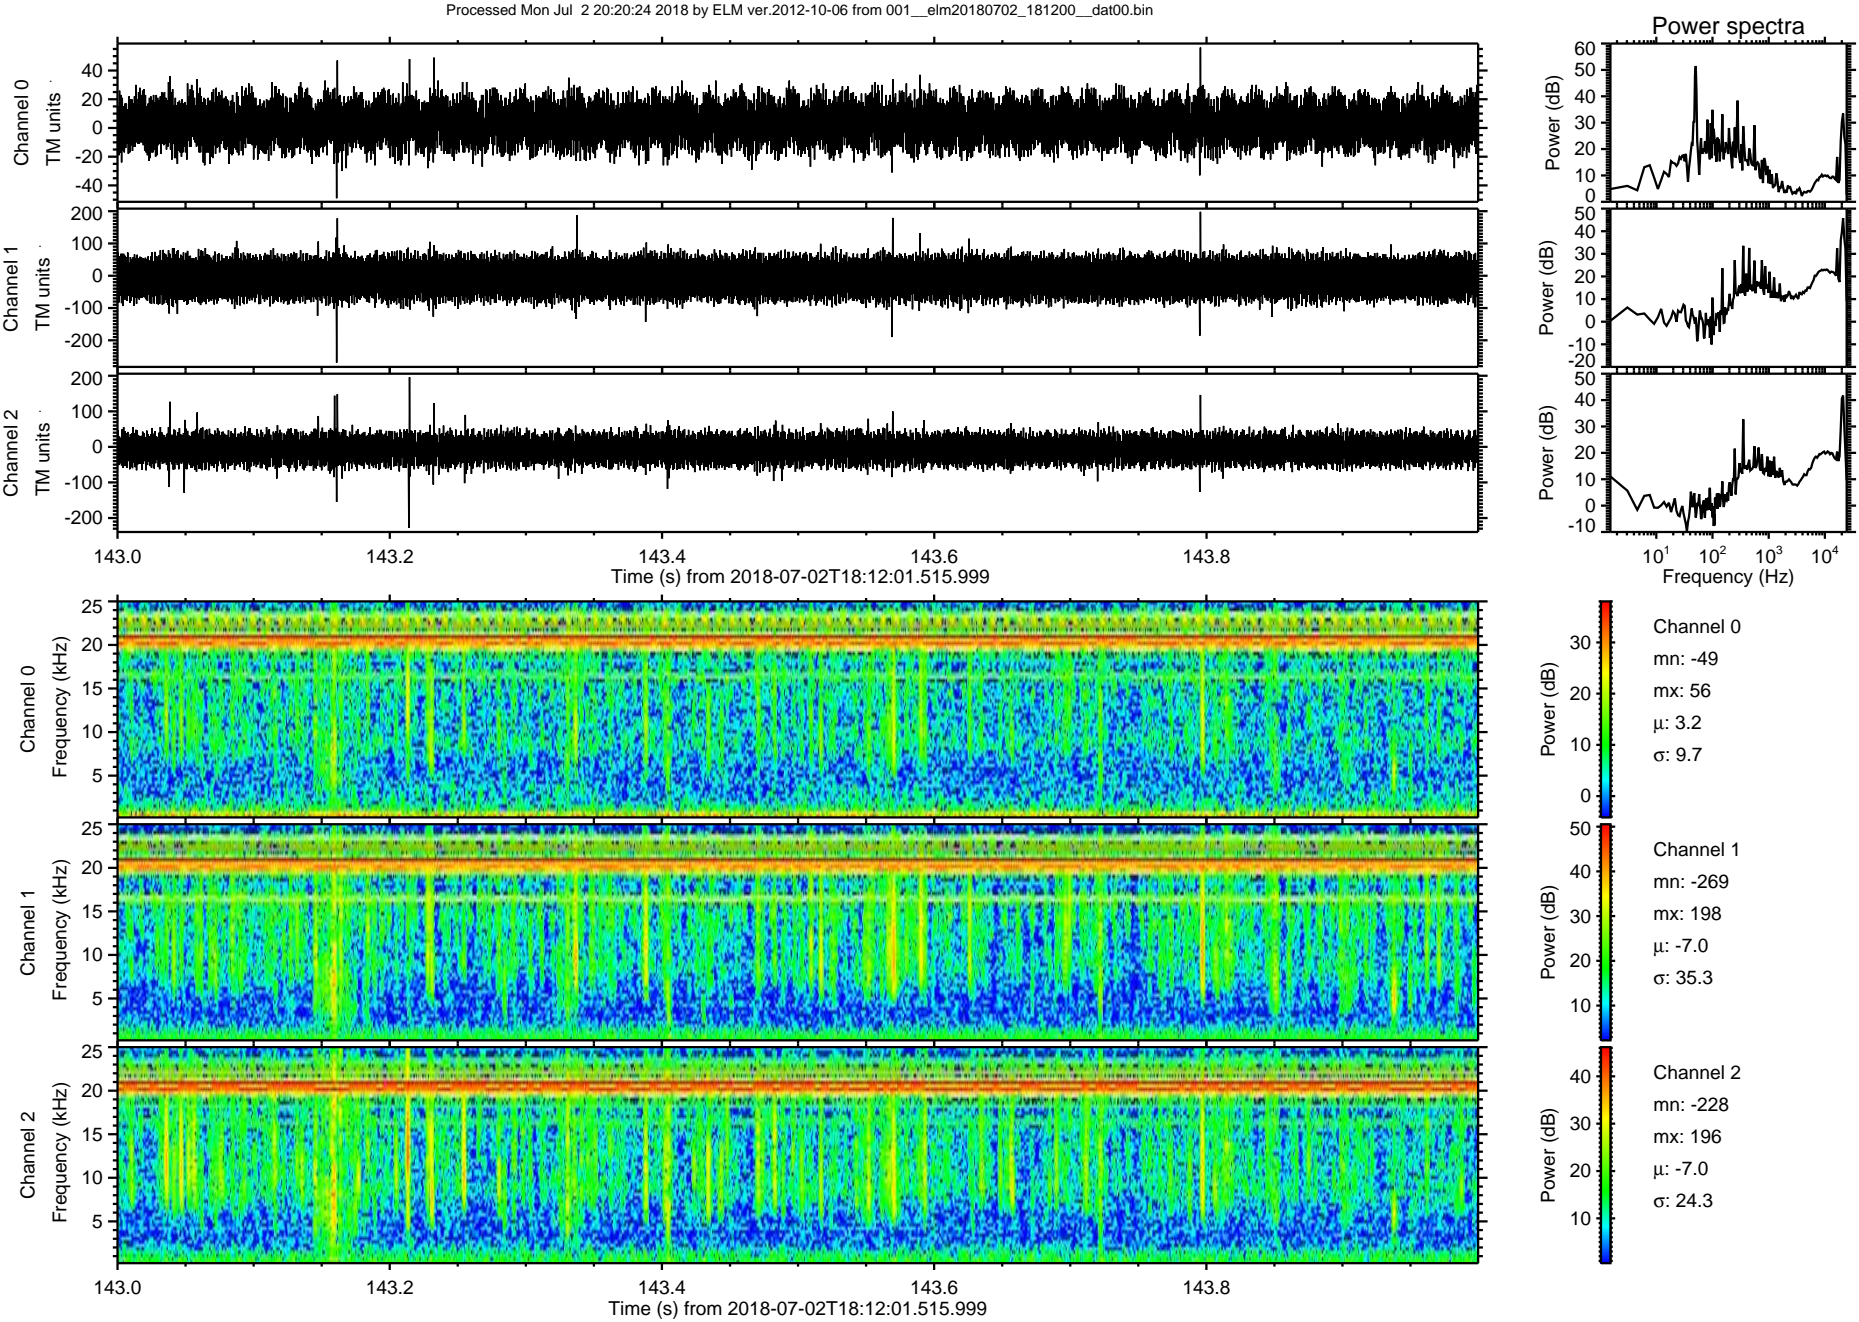 Processed Mon Jul  2 20:20:24 2018 by ELM ver.2012-10-06 from 001__elm20180702_181200__dat00.bin
Power spectra
Channel 0
TM units
40
20
0
-20
-40
Power (dB)
60
50
40
30
20
10
0
Channel 1
TM units
200
100
0
-100
-200
Power (dB)
50
40
30
20
10
0
-10
-20
Channel 2
TM units
200
100
0
-100
-200
Power (dB)
50
40
30
20
10
0
-10
143.0 143.2 143.4 143.6 143.8
Time (s) from 2018-07-02T18:12:01.515.999
10¹ 10² 10³ 10⁴
Frequency (Hz)
Channel 0
Frequency (kHz)
25
20
15
10
5
Power (dB)
30
20
10
0
Channel 0
mn: -49
mx: 56
μ: 3.2
σ: 9.7
Channel 1
Frequency (kHz)
25
20
15
10
5
Power (dB)
50
40
30
20
10
Channel 1
mn: -269
mx: 198
μ: -7.0
σ: 35.3
Channel 2
Frequency (kHz)
25
20
15
10
5
Power (dB)
40
30
20
10
Channel 2
mn: -228
mx: 196
μ: -7.0
σ: 24.3
143.0 143.2 143.4 143.6 143.8
Time (s) from 2018-07-02T18:12:01.515.999